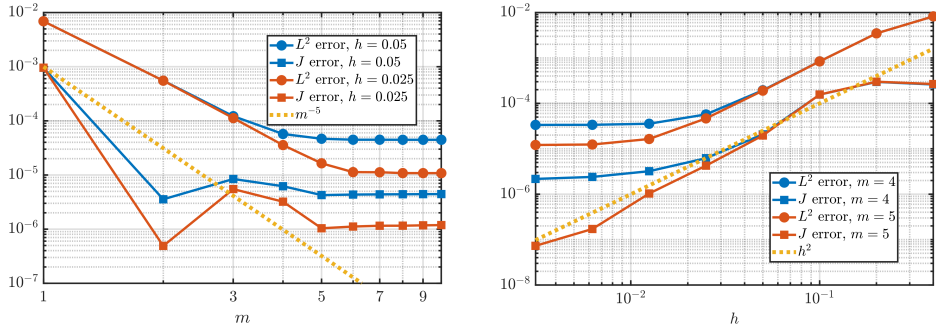 10^{-2}
10^{-3}
10^{-4}
10^{-5}
10^{-6}
10^{-7}
L^2 error, h = 0.05
J error, h = 0.05
L^2 error, h = 0.025
J error, h = 0.025
m^{-5}
1 3 5 7 9
m
10^{-2}
10^{-4}
10^{-6}
10^{-8}
L^2 error, m = 4
J error, m = 4
L^2 error, m = 5
J error, m = 5
h^2
10^{-2} 10^{-1}
h